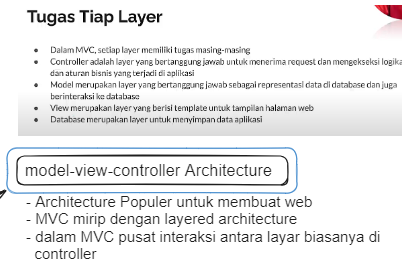 Tugas Tiap Layer
Dalam MVC, setiap layer memiliki tugas masing-masing
Controller adalah layer yang bertanggung jawab untuk menerima request dan mengekseksi logika
dan aturan bisnis yang terjadi di aplikasi
Model merupakan layer yang bertanggung jawab sebagai representasi data di database dan juga
berinteraksi ke database
View merupakan layer yang berisi template untuk tampilan halaman web
Database merupakan layer untuk menyimpan data aplikasi
model-view-controller Architecture
- Architecture Populer untuk membuat web
- MVC mirip dengan layered architecture
- dalam MVC pusat interaksi antara layar biasanya di
controller